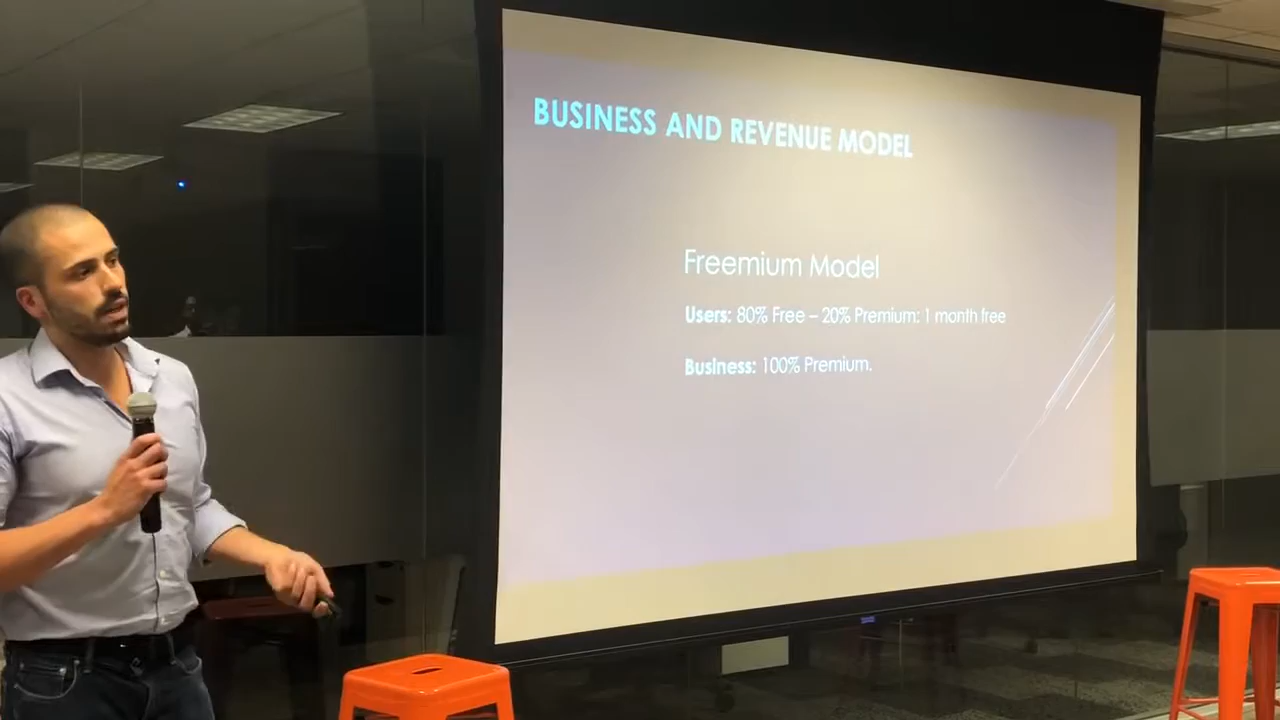 BUSINESS AND REVENUE MODEL
Freemium Model
Users: 80% Free – 20% Premium: 1 month free
Business: 100% Premium.